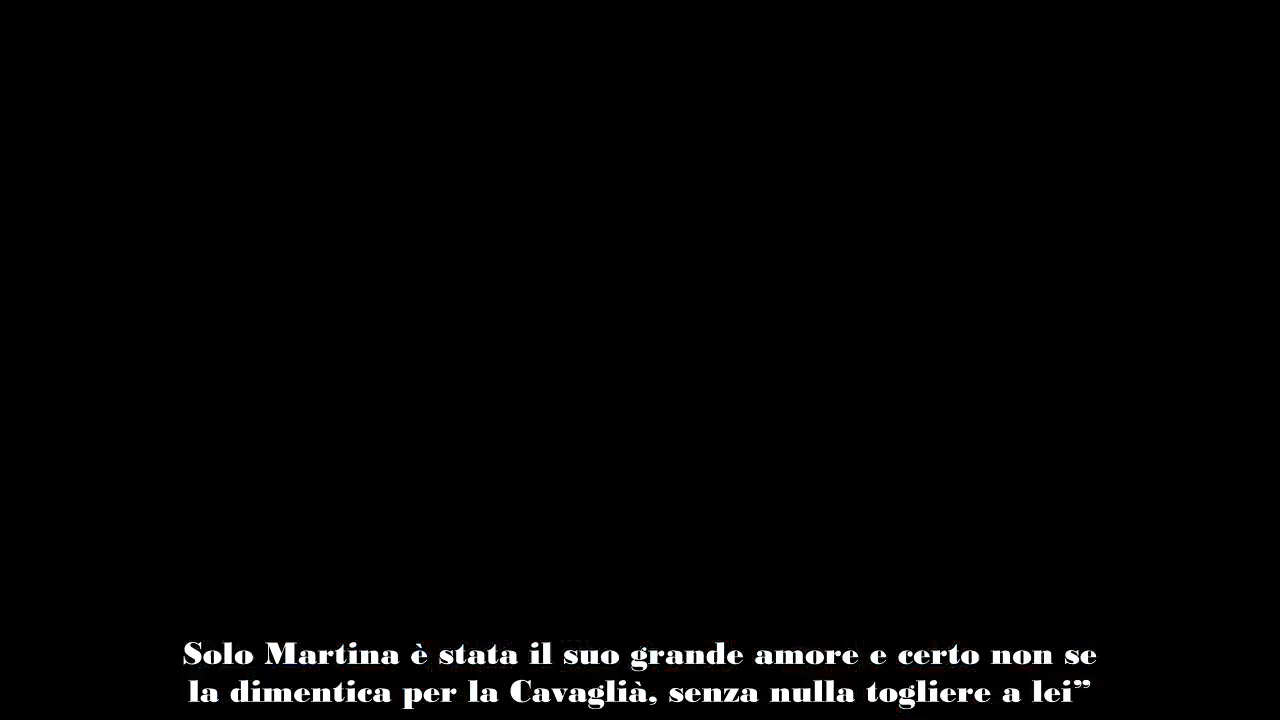 Solo Martina è stata il suo grande amore e certo non se
la dimentica per la Cavaglià, senza nulla togliere a lei”